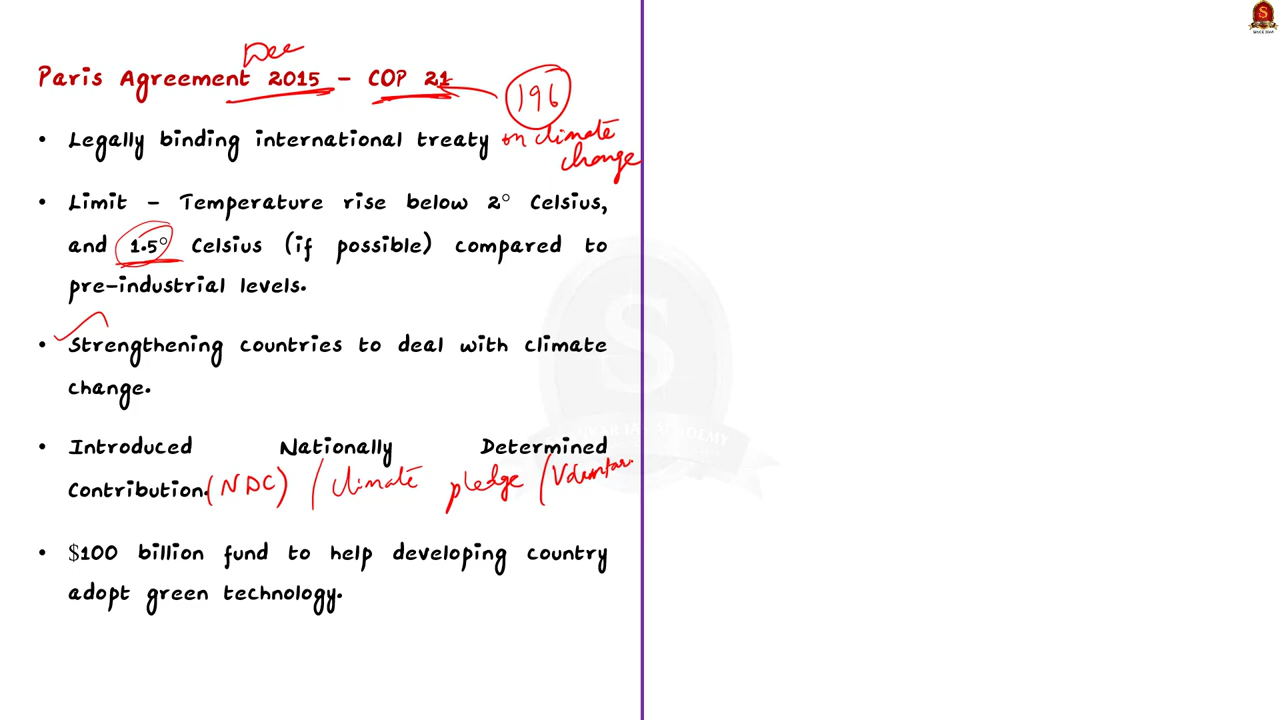 Dec
Paris Agreement 2015 - COP 21
196
• Legally binding international treaty on climate
change
• Limit - Temperature rise below 2° Celsius,
and 1.5° Celsius (if possible) compared to
pre-industrial levels.
• Strengthening countries to deal with climate
change.
• Introduced Nationally Determined
Contribution. (NDC) / climate pledge /
• $100 billion fund to help developing country
adopt green technology.
S